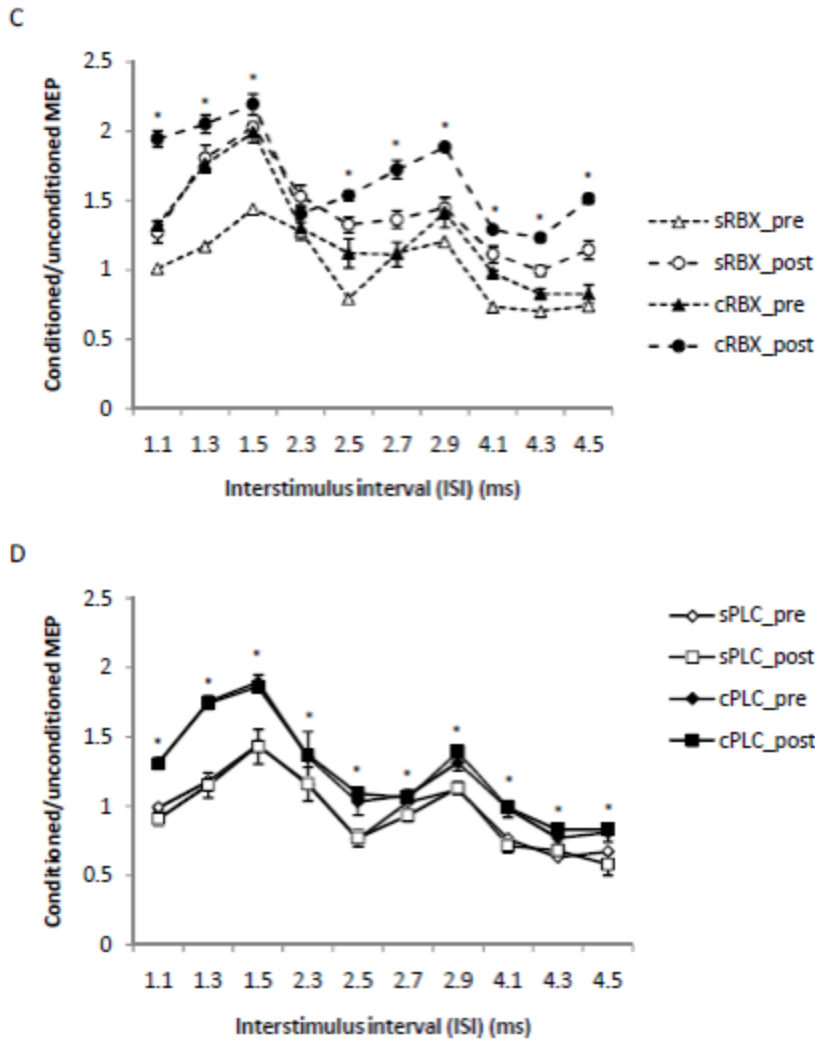 C
2.5
2
1.5
1
0.5
0
Conditioned/unconditioned MEP
* * * * * * * * *
1.1 1.3 1.5 2.3 2.5 2.7 2.9 4.1 4.3 4.5
Interstimulus interval (ISI) (ms)
sRBX_pre
sRBX_post
cRBX_pre
cRBX_post
D
2.5
2
1.5
1
0.5
0
Conditioned/unconditioned MEP
* * * * * * * * * *
1.1 1.3 1.5 2.3 2.5 2.7 2.9 4.1 4.3 4.5
Interstimulus interval (ISI) (ms)
sPLC_pre
sPLC_post
cPLC_pre
cPLC_post